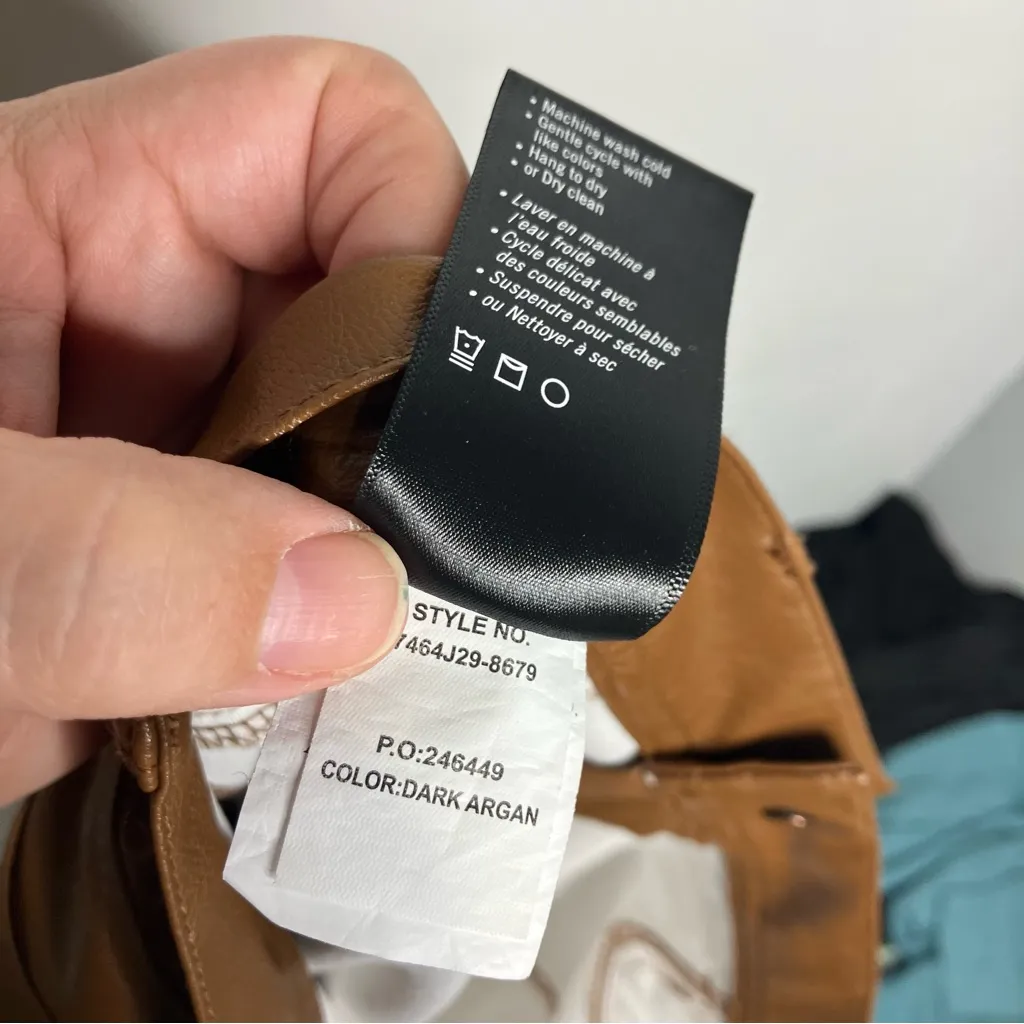 • Machine wash cold
• Gentle cycle with
like colors
• Hang to dry
• or Dry clean
• Laver en machine à
l'eau froide
• Cycle délicat avec
des couleurs semblables
• Suspendre pour sécher
• ou Nettoyer à sec
STYLE NO.
7464J29-8679
P.O:246449
COLOR:DARK ARGAN